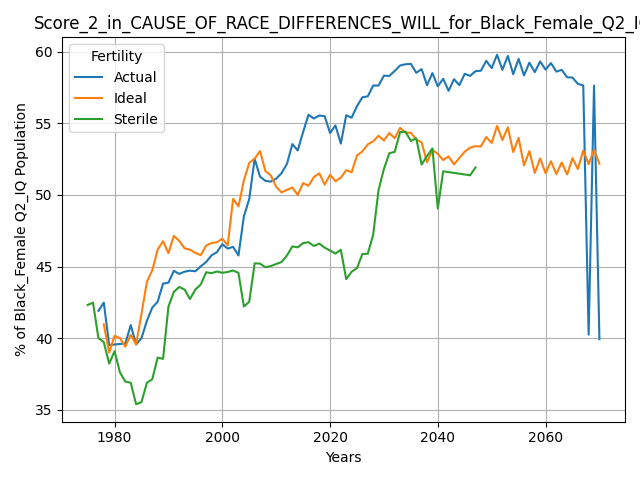 Score_2_in_CAUSE_OF_RACE_DIFFERENCES_WILL_for_Black_Female_Q2_IQ
Fertility
Actual
Ideal
Sterile
% of Black_Female Q2_IQ Population
60
55
50
45
40
35
1980
2000
2020
2040
2060
Years